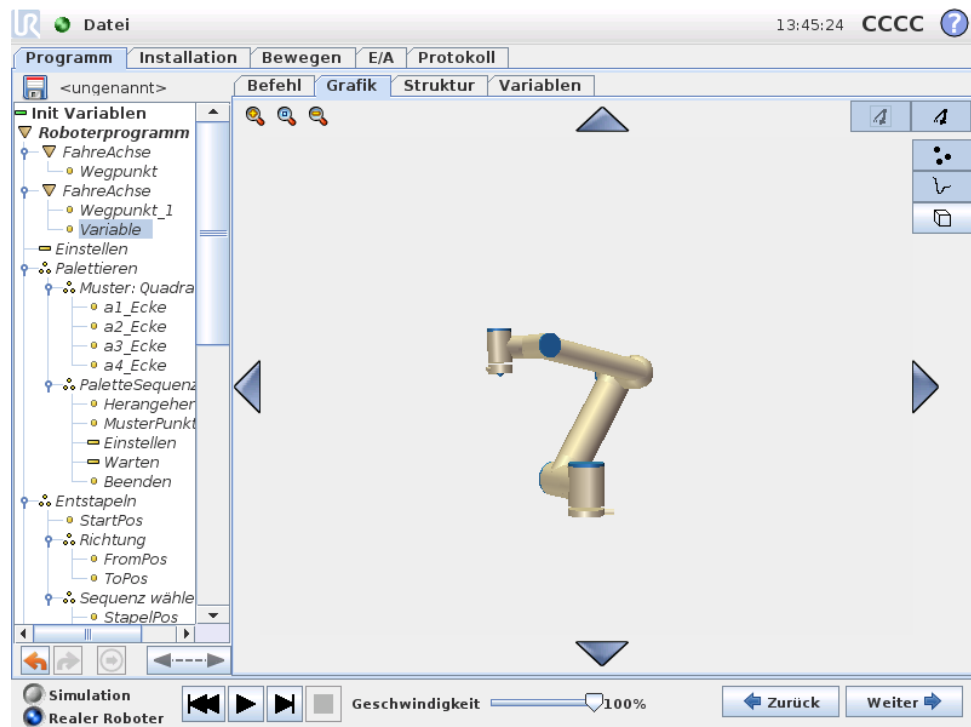 UR Datei 13:45:24 CCCC ?
Programm Installation Bewegen E/A Protokoll
<ungenannt>
Befehl Grafik Struktur Variablen
Init Variablen
Roboterprogramm
FahreAchse
Wegpunkt
FahreAchse
Wegpunkt_1
Variable
Einstellen
Palettieren
Muster: Quadra
a1_Ecke
a2_Ecke
a3_Ecke
a4_Ecke
PaletteSequenz
Herangeher
MusterPunkt
Einstellen
Warten
Beenden
Entstapeln
StartPos
Richtung
FromPos
ToPos
Sequenz wähle
StapelPos
Simulation
Realer Roboter
Geschwindigkeit 100%
Zurück Weiter